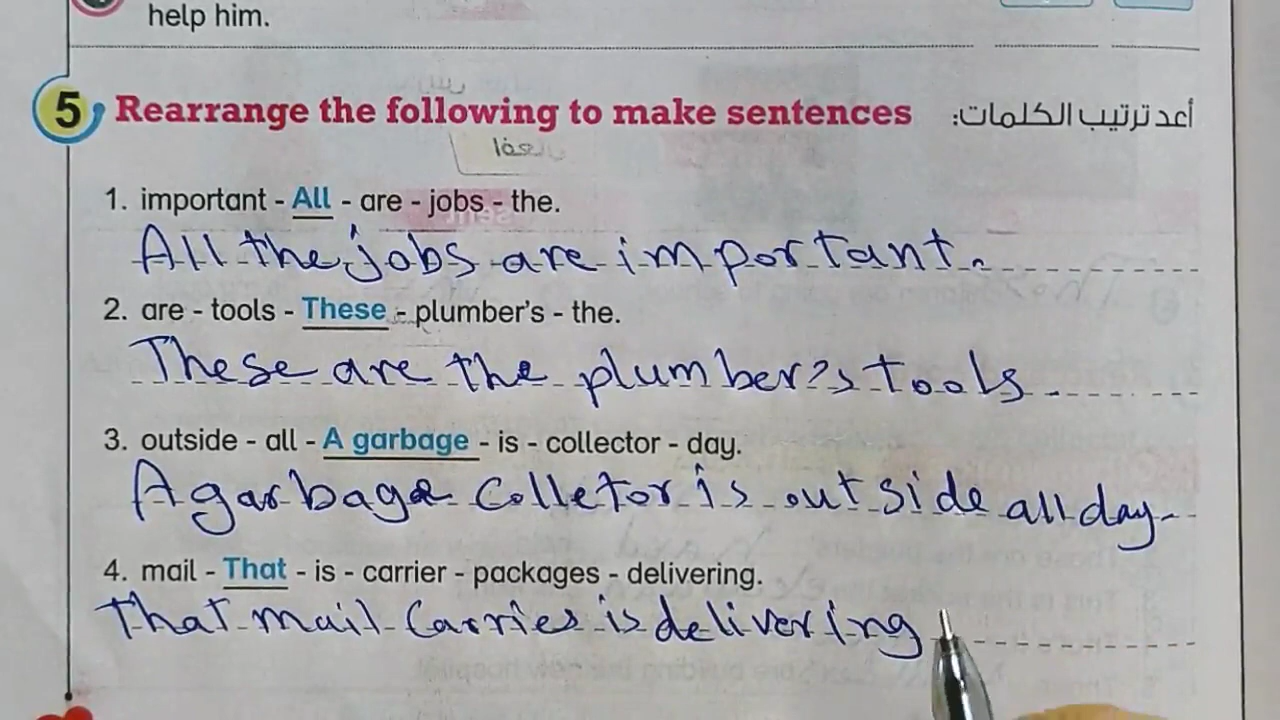 help him.
5 Rearrange the following to make sentences أعد ترتيب الكلمات:
1. important - All - are - jobs - the.
All the jobs are important.
2. are - tools - These - plumber's - the.
These are the plumber's tools.
3. outside - all - A garbage - is - collector - day.
A garbage colletor is outside all day.
4. mail - That - is - carrier - packages - delivering.
That mail Carries is delivering